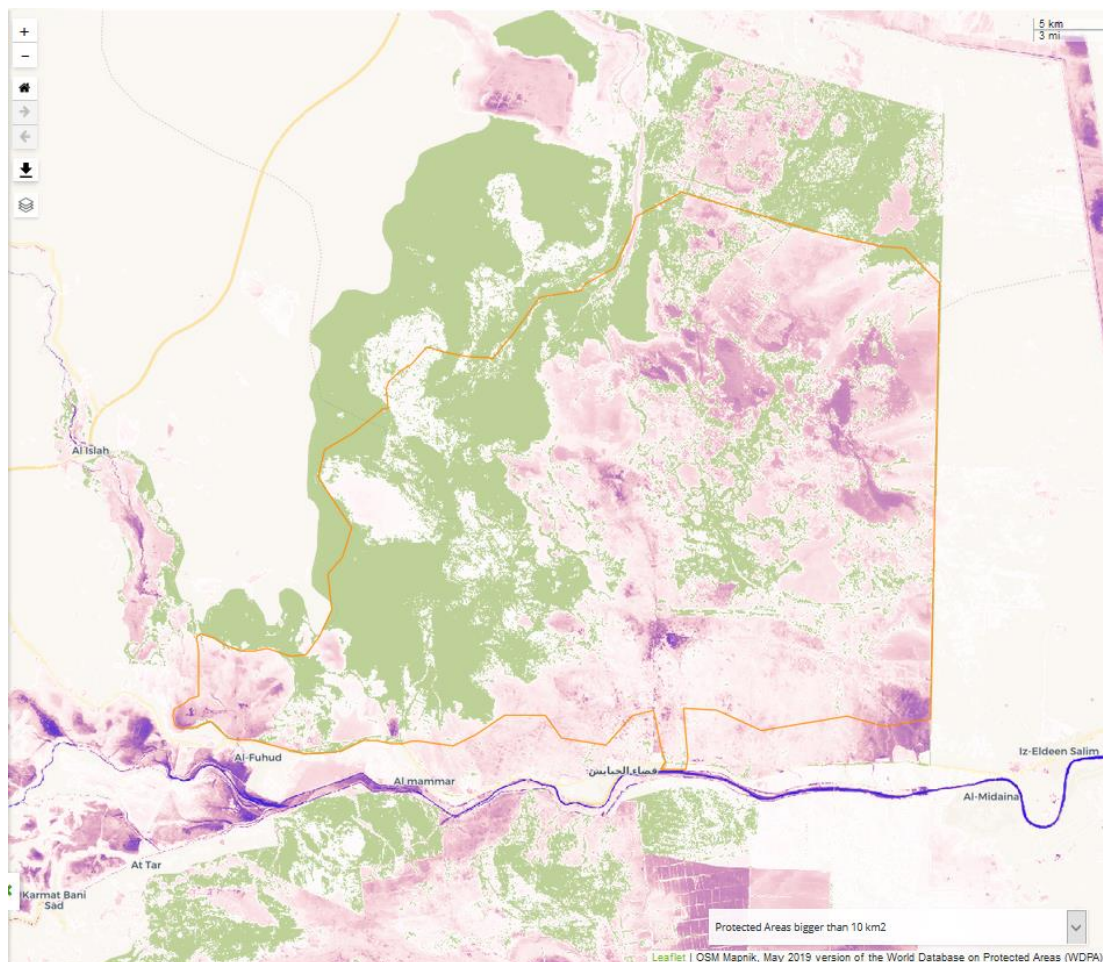 +
−
5 km
3 mi
Al Islah
Al-Fuhud
Al mammar
قضاء الجبايش
Iz-Eldeen Salim
Al-Midaina
At Tar
Karmat Bani
Sad
Protected Areas bigger than 10 km2
Leaflet | OSM Mapnik, May 2019 version of the World Database on Protected Areas (WDPA)